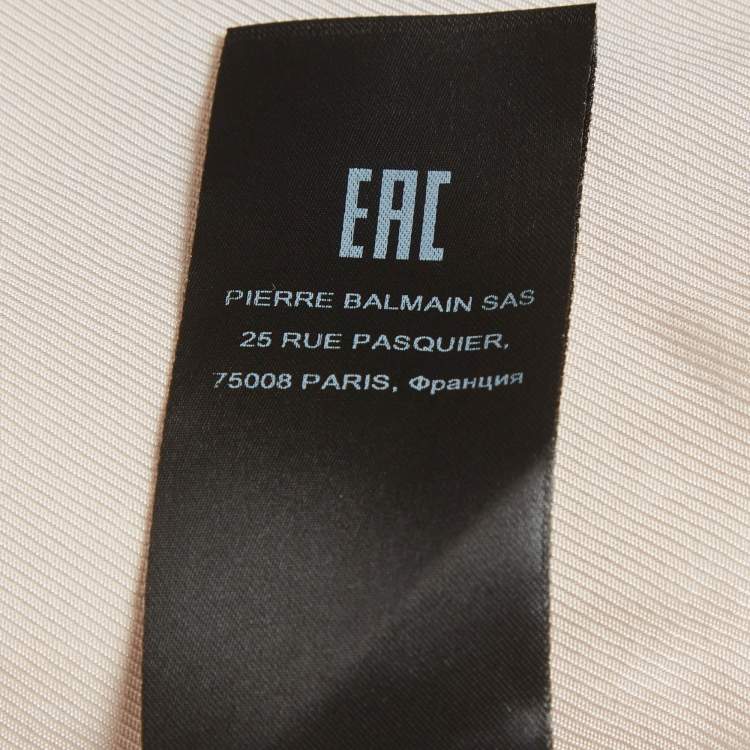 EAC
PIERRE BALMAIN SAS
25 RUE PASQUIER,
75008 PARIS, Франция